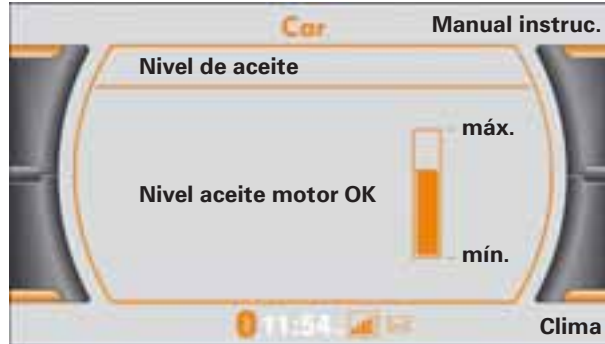 Car
Manual instruc.
Nivel de aceite
máx.
Nivel aceite motor OK
mín.
11:54
Clima